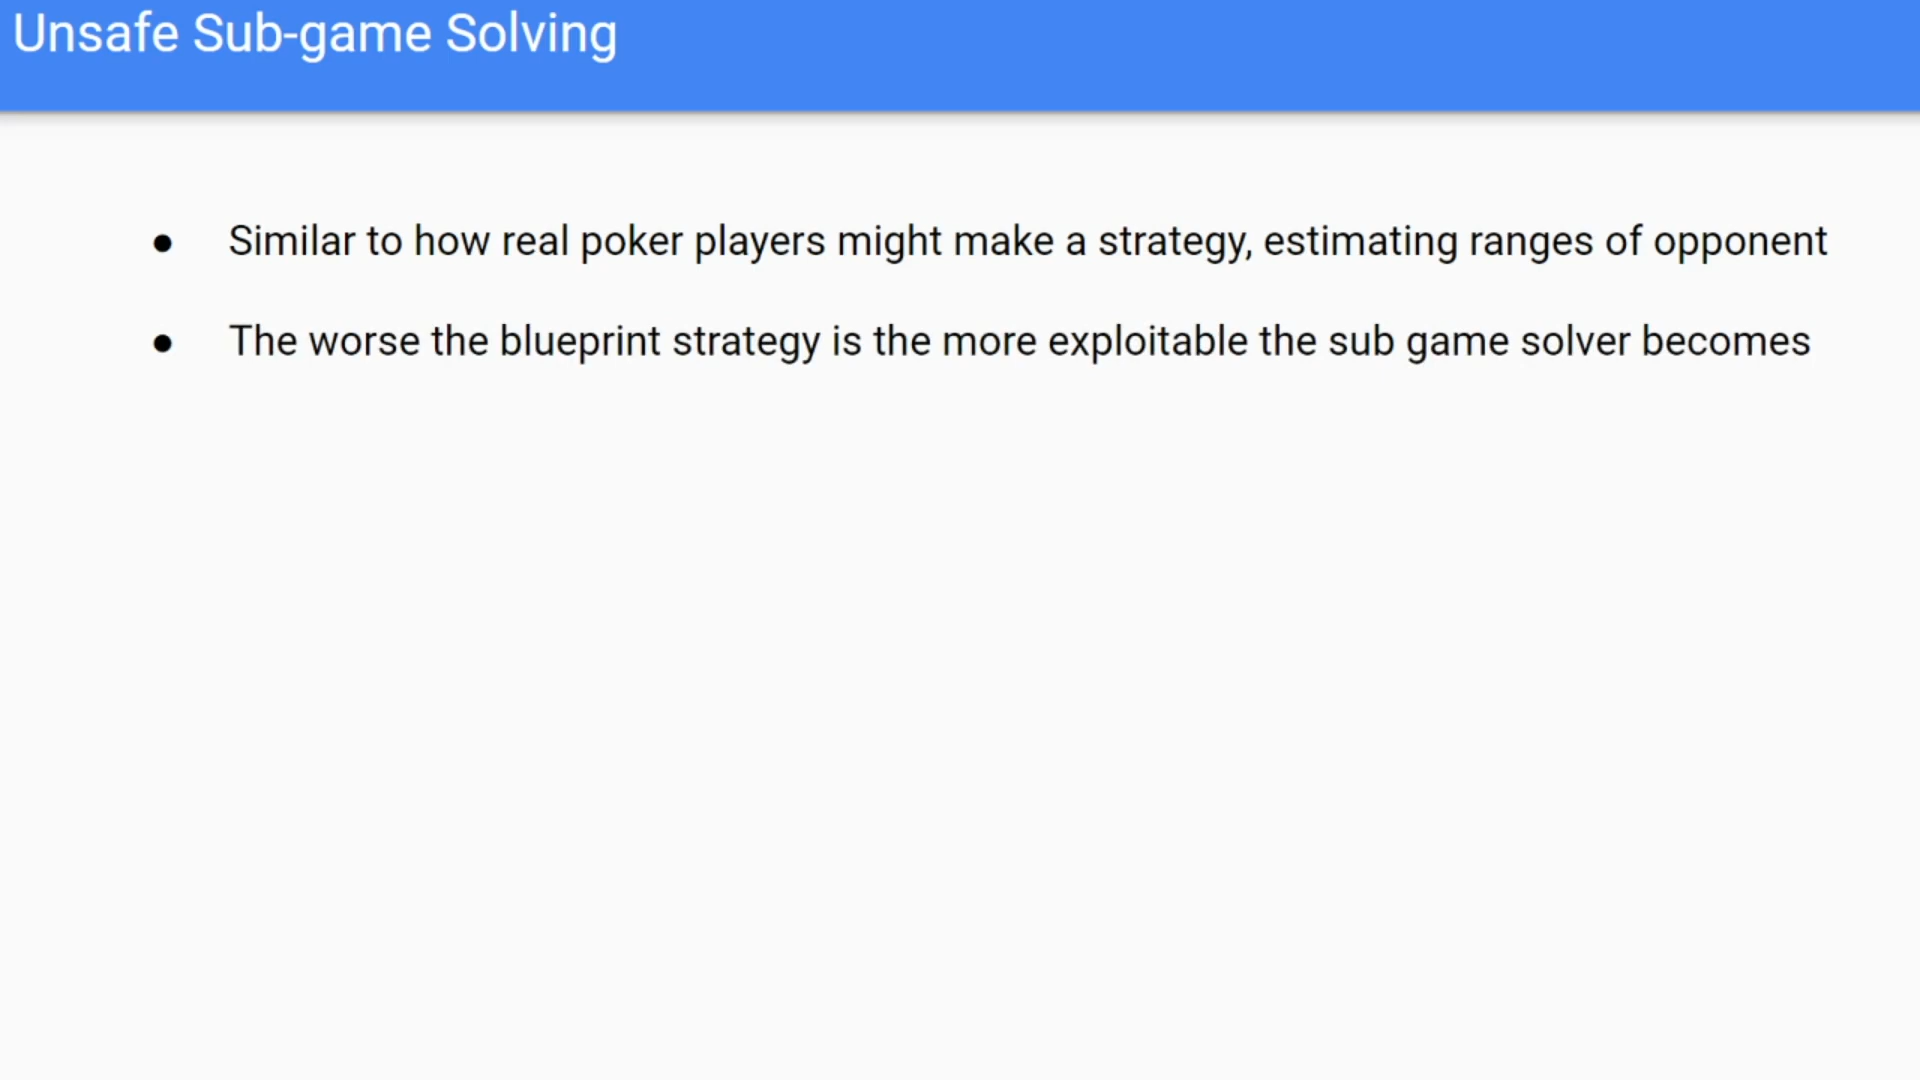 Unsafe Sub-game Solving
● Similar to how real poker players might make a strategy, estimating ranges of opponent
● The worse the blueprint strategy is the more exploitable the sub game solver becomes